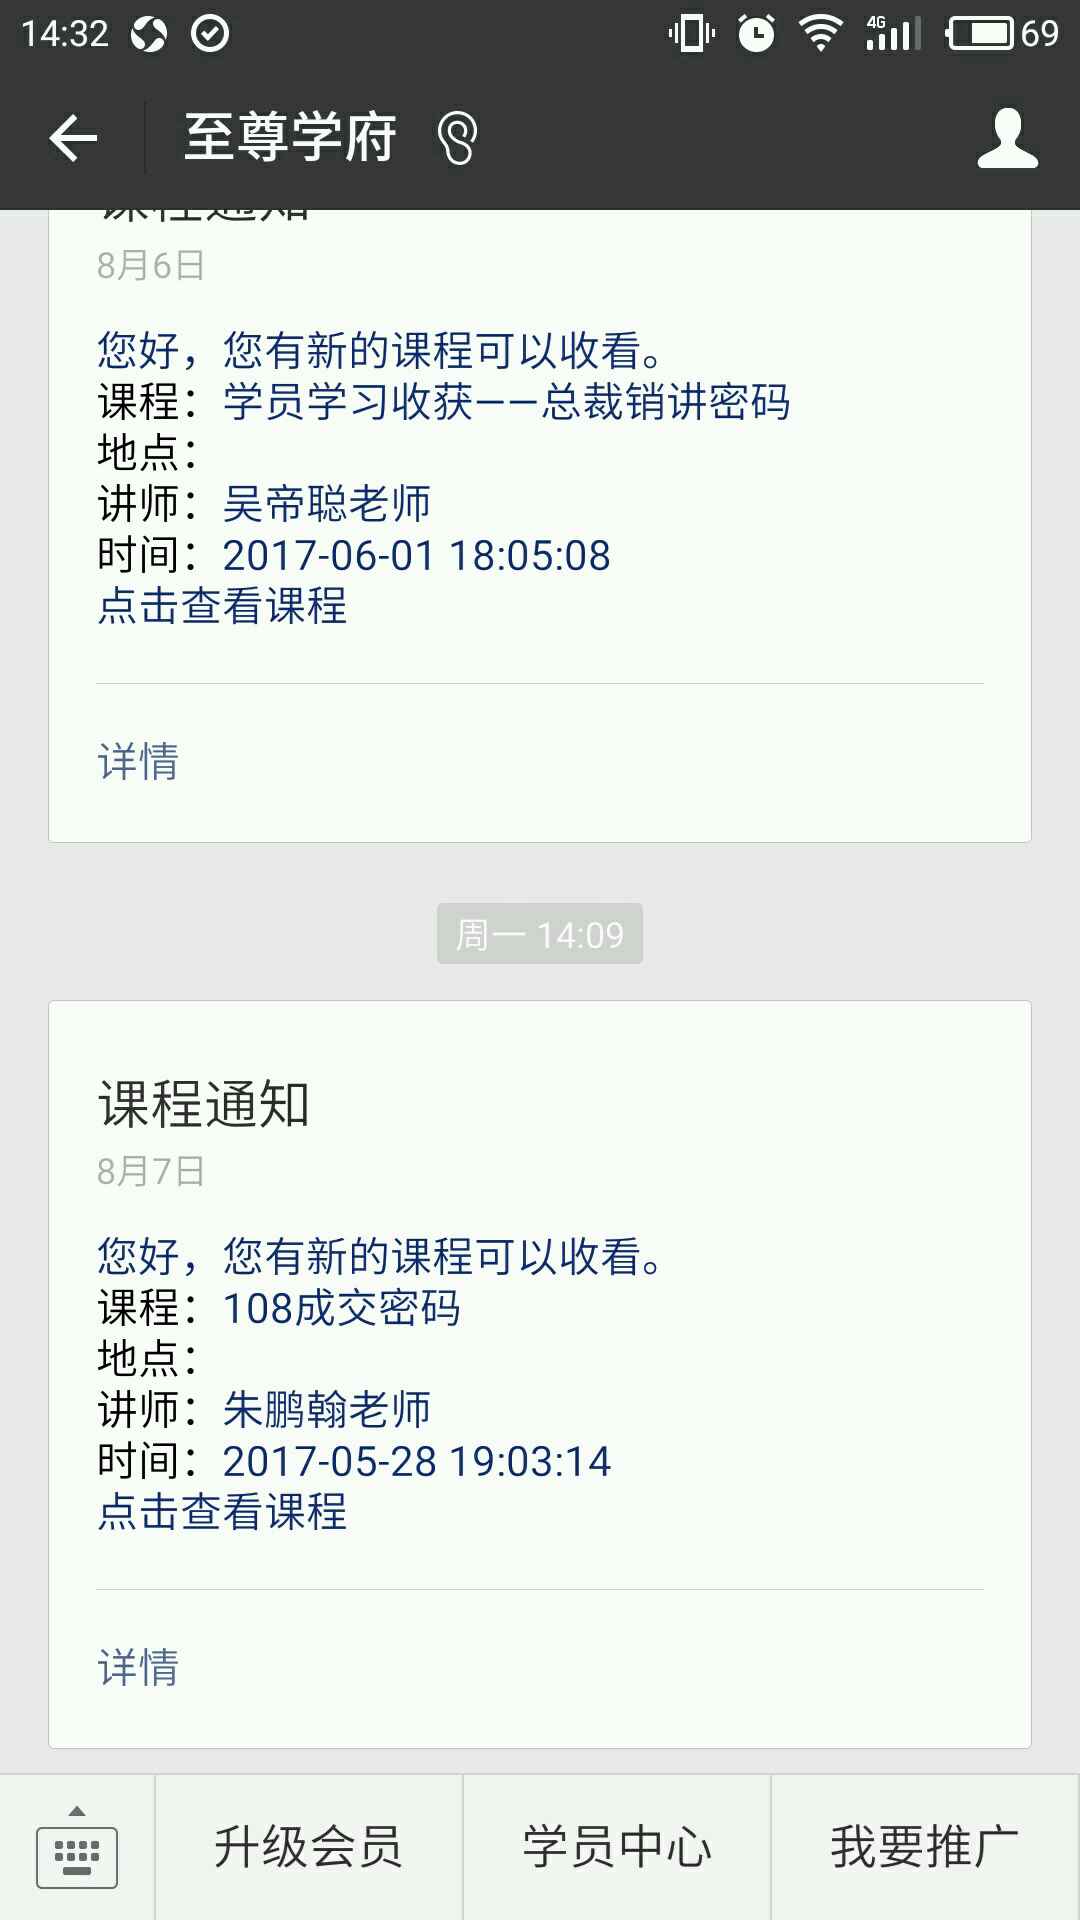 14:32
4G
69
至尊学府
课程通知
8月6日
您好，您有新的课程可以收看。
课程：学员学习收获——总裁销讲密码
地点：
讲师：吴帝聪老师
时间：2017-06-01 18:05:08
点击查看课程
详情
周一 14:09
课程通知
8月7日
您好，您有新的课程可以收看。
课程：108成交密码
地点：
讲师：朱鹏翰老师
时间：2017-05-28 19:03:14
点击查看课程
详情
升级会员
学员中心
我要推广